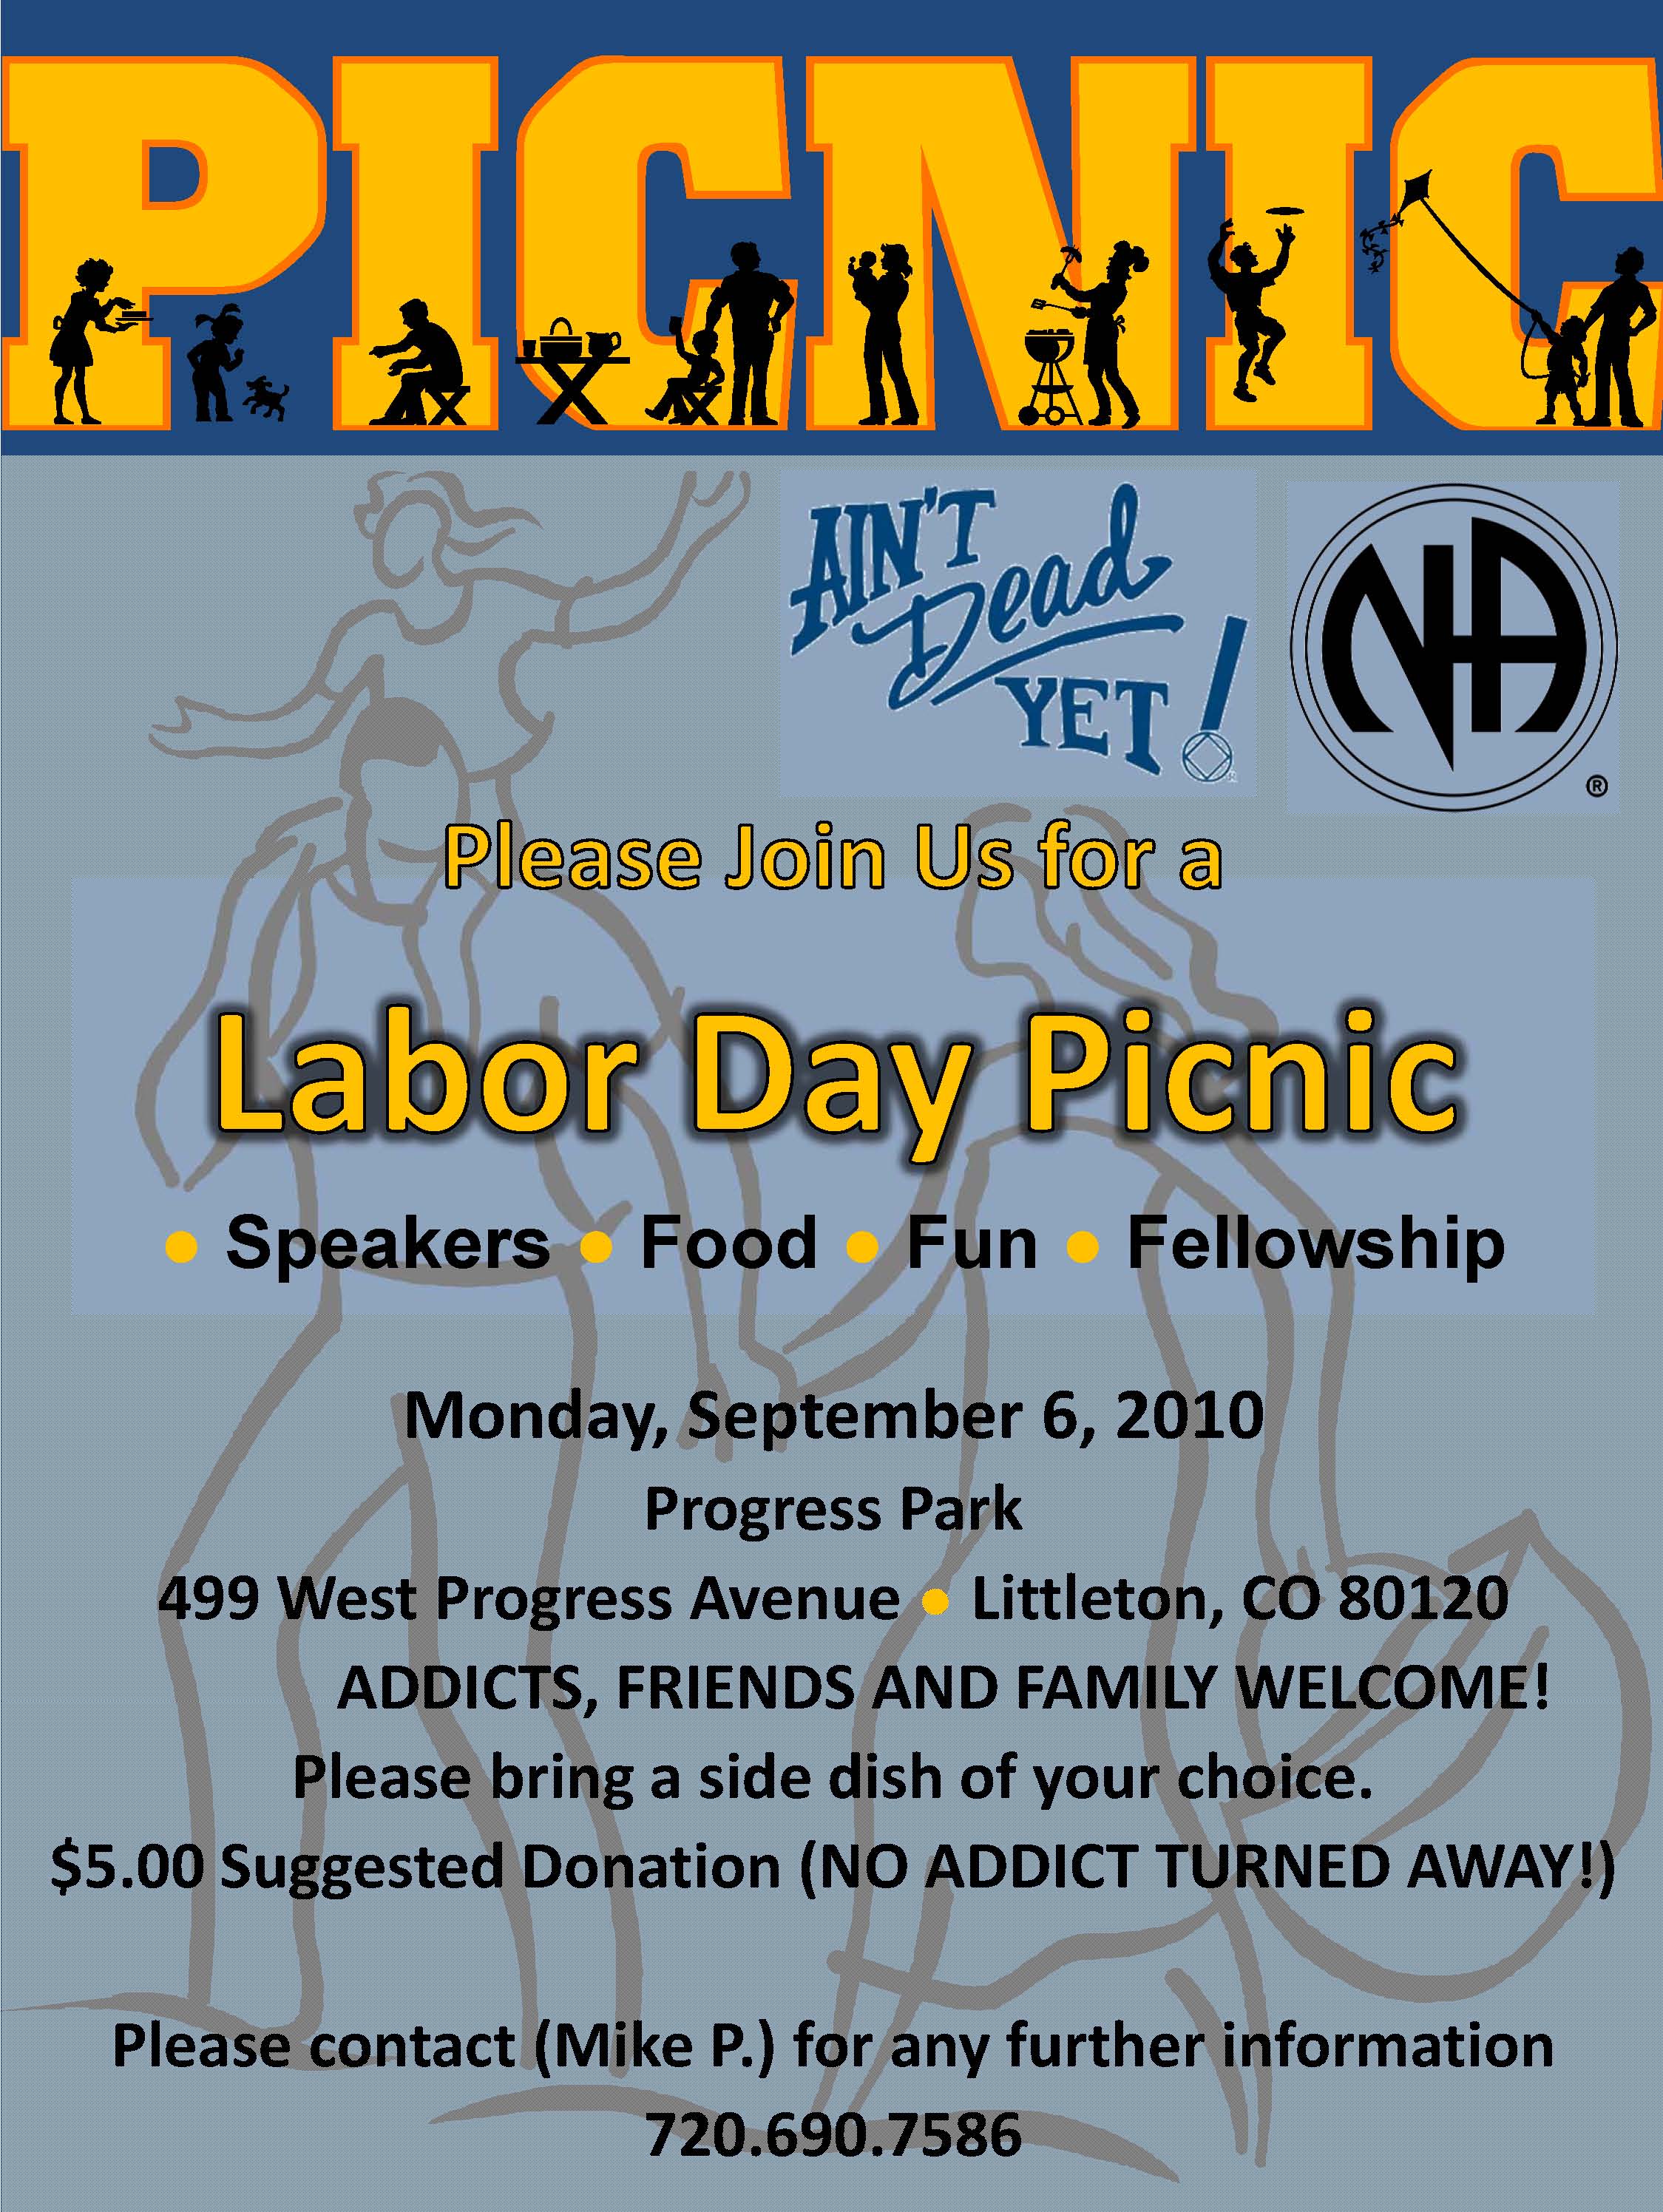 PICNIC
AIN'T
Dead
YET!
NA
®
Please Join Us for a
Labor Day Picnic
• Speakers • Food • Fun • Fellowship
Monday, September 6, 2010
Progress Park
499 West Progress Avenue • Littleton, CO 80120
ADDICTS, FRIENDS AND FAMILY WELCOME!
Please bring a side dish of your choice.
$5.00 Suggested Donation (NO ADDICT TURNED AWAY!)
Please contact (Mike P.) for any further information
720.690.7586